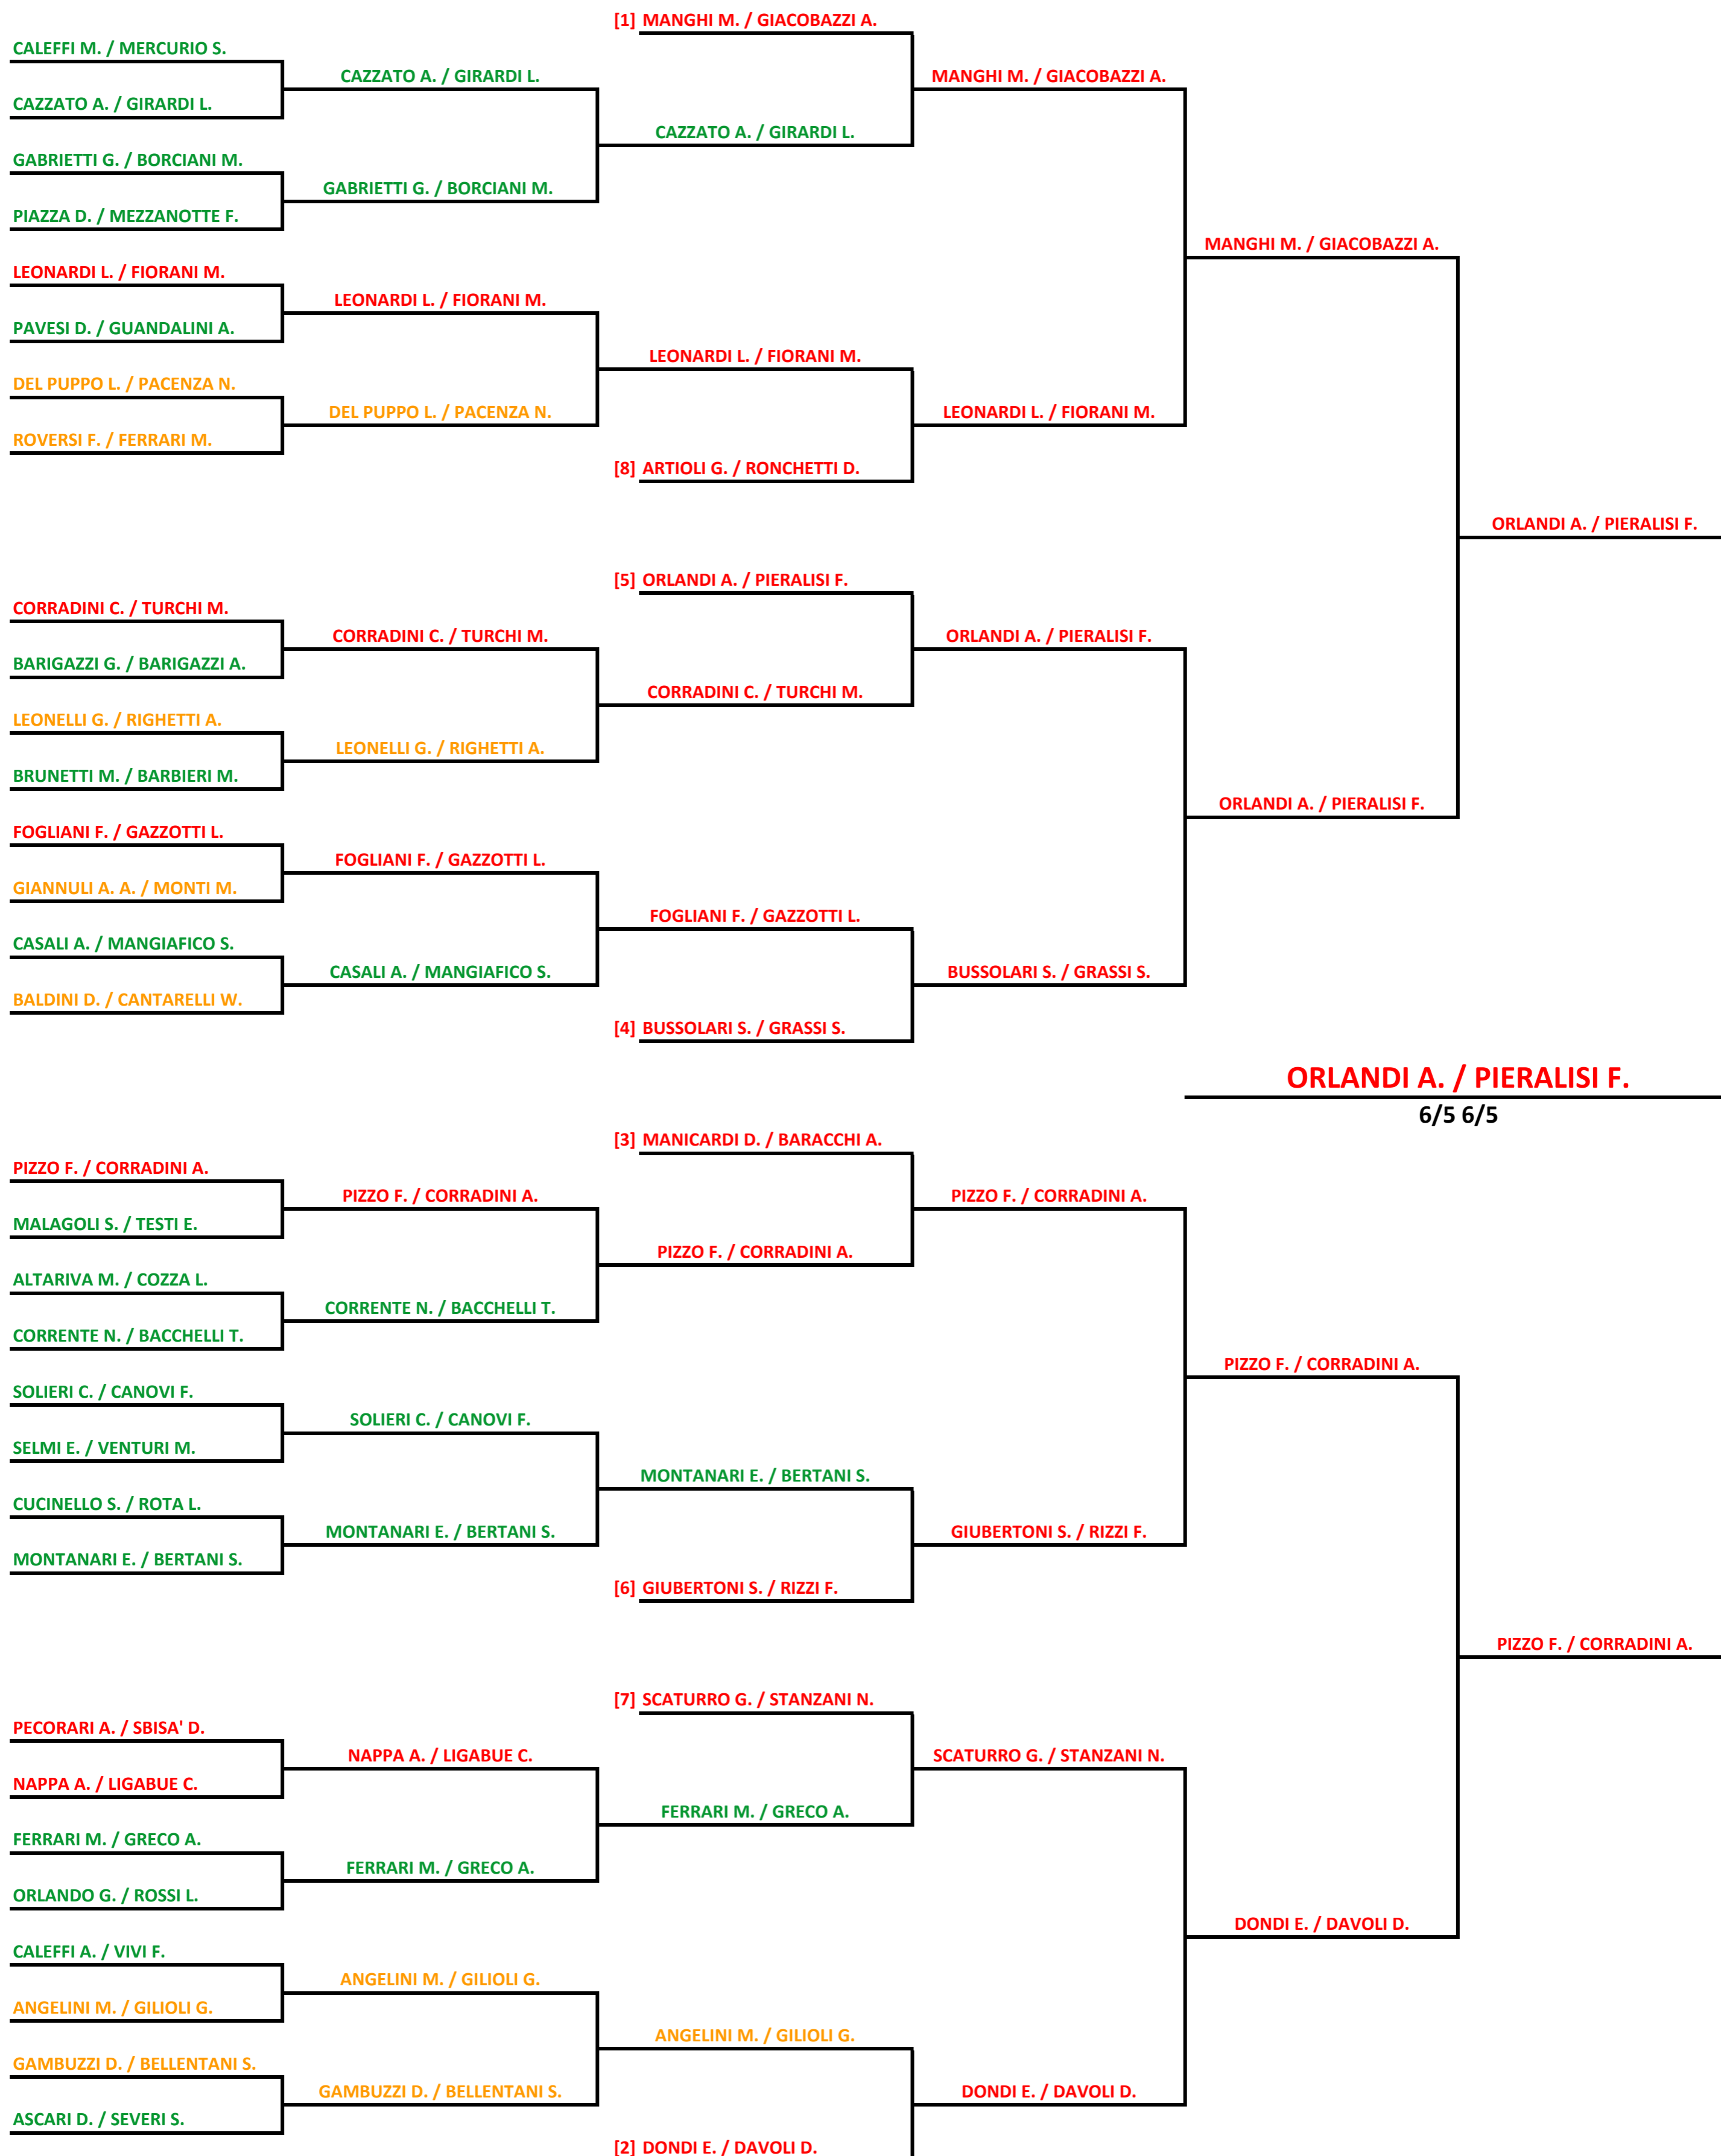 [1] MANGHI M. / GIACOBAZZI A.
CALEFFI M. / MERCURIO S.
CAZZATO A. / GIRARDI L.
MANGHI M. / GIACOBAZZI A.
CAZZATO A. / GIRARDI L.
CAZZATO A. / GIRARDI L.
GABRIETTI G. / BORCIANI M.
GABRIETTI G. / BORCIANI M.
PIAZZA D. / MEZZANOTTE F.
MANGHI M. / GIACOBAZZI A.
LEONARDI L. / FIORANI M.
LEONARDI L. / FIORANI M.
PAVESI D. / GUANDALINI A.
LEONARDI L. / FIORANI M.
DEL PUPPO L. / PACENZA N.
DEL PUPPO L. / PACENZA N.
LEONARDI L. / FIORANI M.
ROVERSI F. / FERRARI M.
[8] ARTIOLI G. / RONCHETTI D.
ORLANDI A. / PIERALISI F.
[5] ORLANDI A. / PIERALISI F.
CORRADINI C. / TURCHI M.
CORRADINI C. / TURCHI M.
ORLANDI A. / PIERALISI F.
BARIGAZZI G. / BARIGAZZI A.
CORRADINI C. / TURCHI M.
LEONELLI G. / RIGHETTI A.
LEONELLI G. / RIGHETTI A.
BRUNETTI M. / BARBIERI M.
ORLANDI A. / PIERALISI F.
FOGLIANI F. / GAZZOTTI L.
FOGLIANI F. / GAZZOTTI L.
GIANNULI A. A. / MONTI M.
FOGLIANI F. / GAZZOTTI L.
CASALI A. / MANGIAFICO S.
CASALI A. / MANGIAFICO S.
BUSSOLARI S. / GRASSI S.
BALDINI D. / CANTARELLI W.
[4] BUSSOLARI S. / GRASSI S.
ORLANDI A. / PIERALISI F.
6/5 6/5
[3] MANICARDI D. / BARACCHI A.
PIZZO F. / CORRADINI A.
PIZZO F. / CORRADINI A.
PIZZO F. / CORRADINI A.
MALAGOLI S. / TESTI E.
PIZZO F. / CORRADINI A.
ALTARIVA M. / COZZA L.
CORRENTE N. / BACCHELLI T.
CORRENTE N. / BACCHELLI T.
PIZZO F. / CORRADINI A.
SOLIERI C. / CANOVI F.
SOLIERI C. / CANOVI F.
SELMI E. / VENTURI M.
MONTANARI E. / BERTANI S.
CUCINELLO S. / ROTA L.
MONTANARI E. / BERTANI S.
GIUBERTONI S. / RIZZI F.
MONTANARI E. / BERTANI S.
[6] GIUBERTONI S. / RIZZI F.
PIZZO F. / CORRADINI A.
[7] SCATURRO G. / STANZANI N.
PECORARI A. / SBISA' D.
NAPPA A. / LIGABUE C.
SCATURRO G. / STANZANI N.
NAPPA A. / LIGABUE C.
FERRARI M. / GRECO A.
FERRARI M. / GRECO A.
FERRARI M. / GRECO A.
ORLANDO G. / ROSSI L.
DONDI E. / DAVOLI D.
CALEFFI A. / VIVI F.
ANGELINI M. / GILIOLI G.
ANGELINI M. / GILIOLI G.
ANGELINI M. / GILIOLI G.
GAMBUZZI D. / BELLENTANI S.
GAMBUZZI D. / BELLENTANI S.
DONDI E. / DAVOLI D.
ASCARI D. / SEVERI S.
[2] DONDI E. / DAVOLI D.